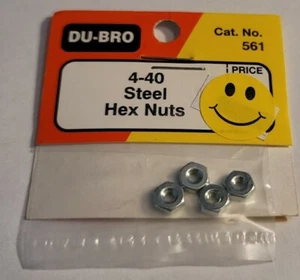 DU-BRO
Cat. No.
561
4-40
Steel
Hex Nuts
PRICE